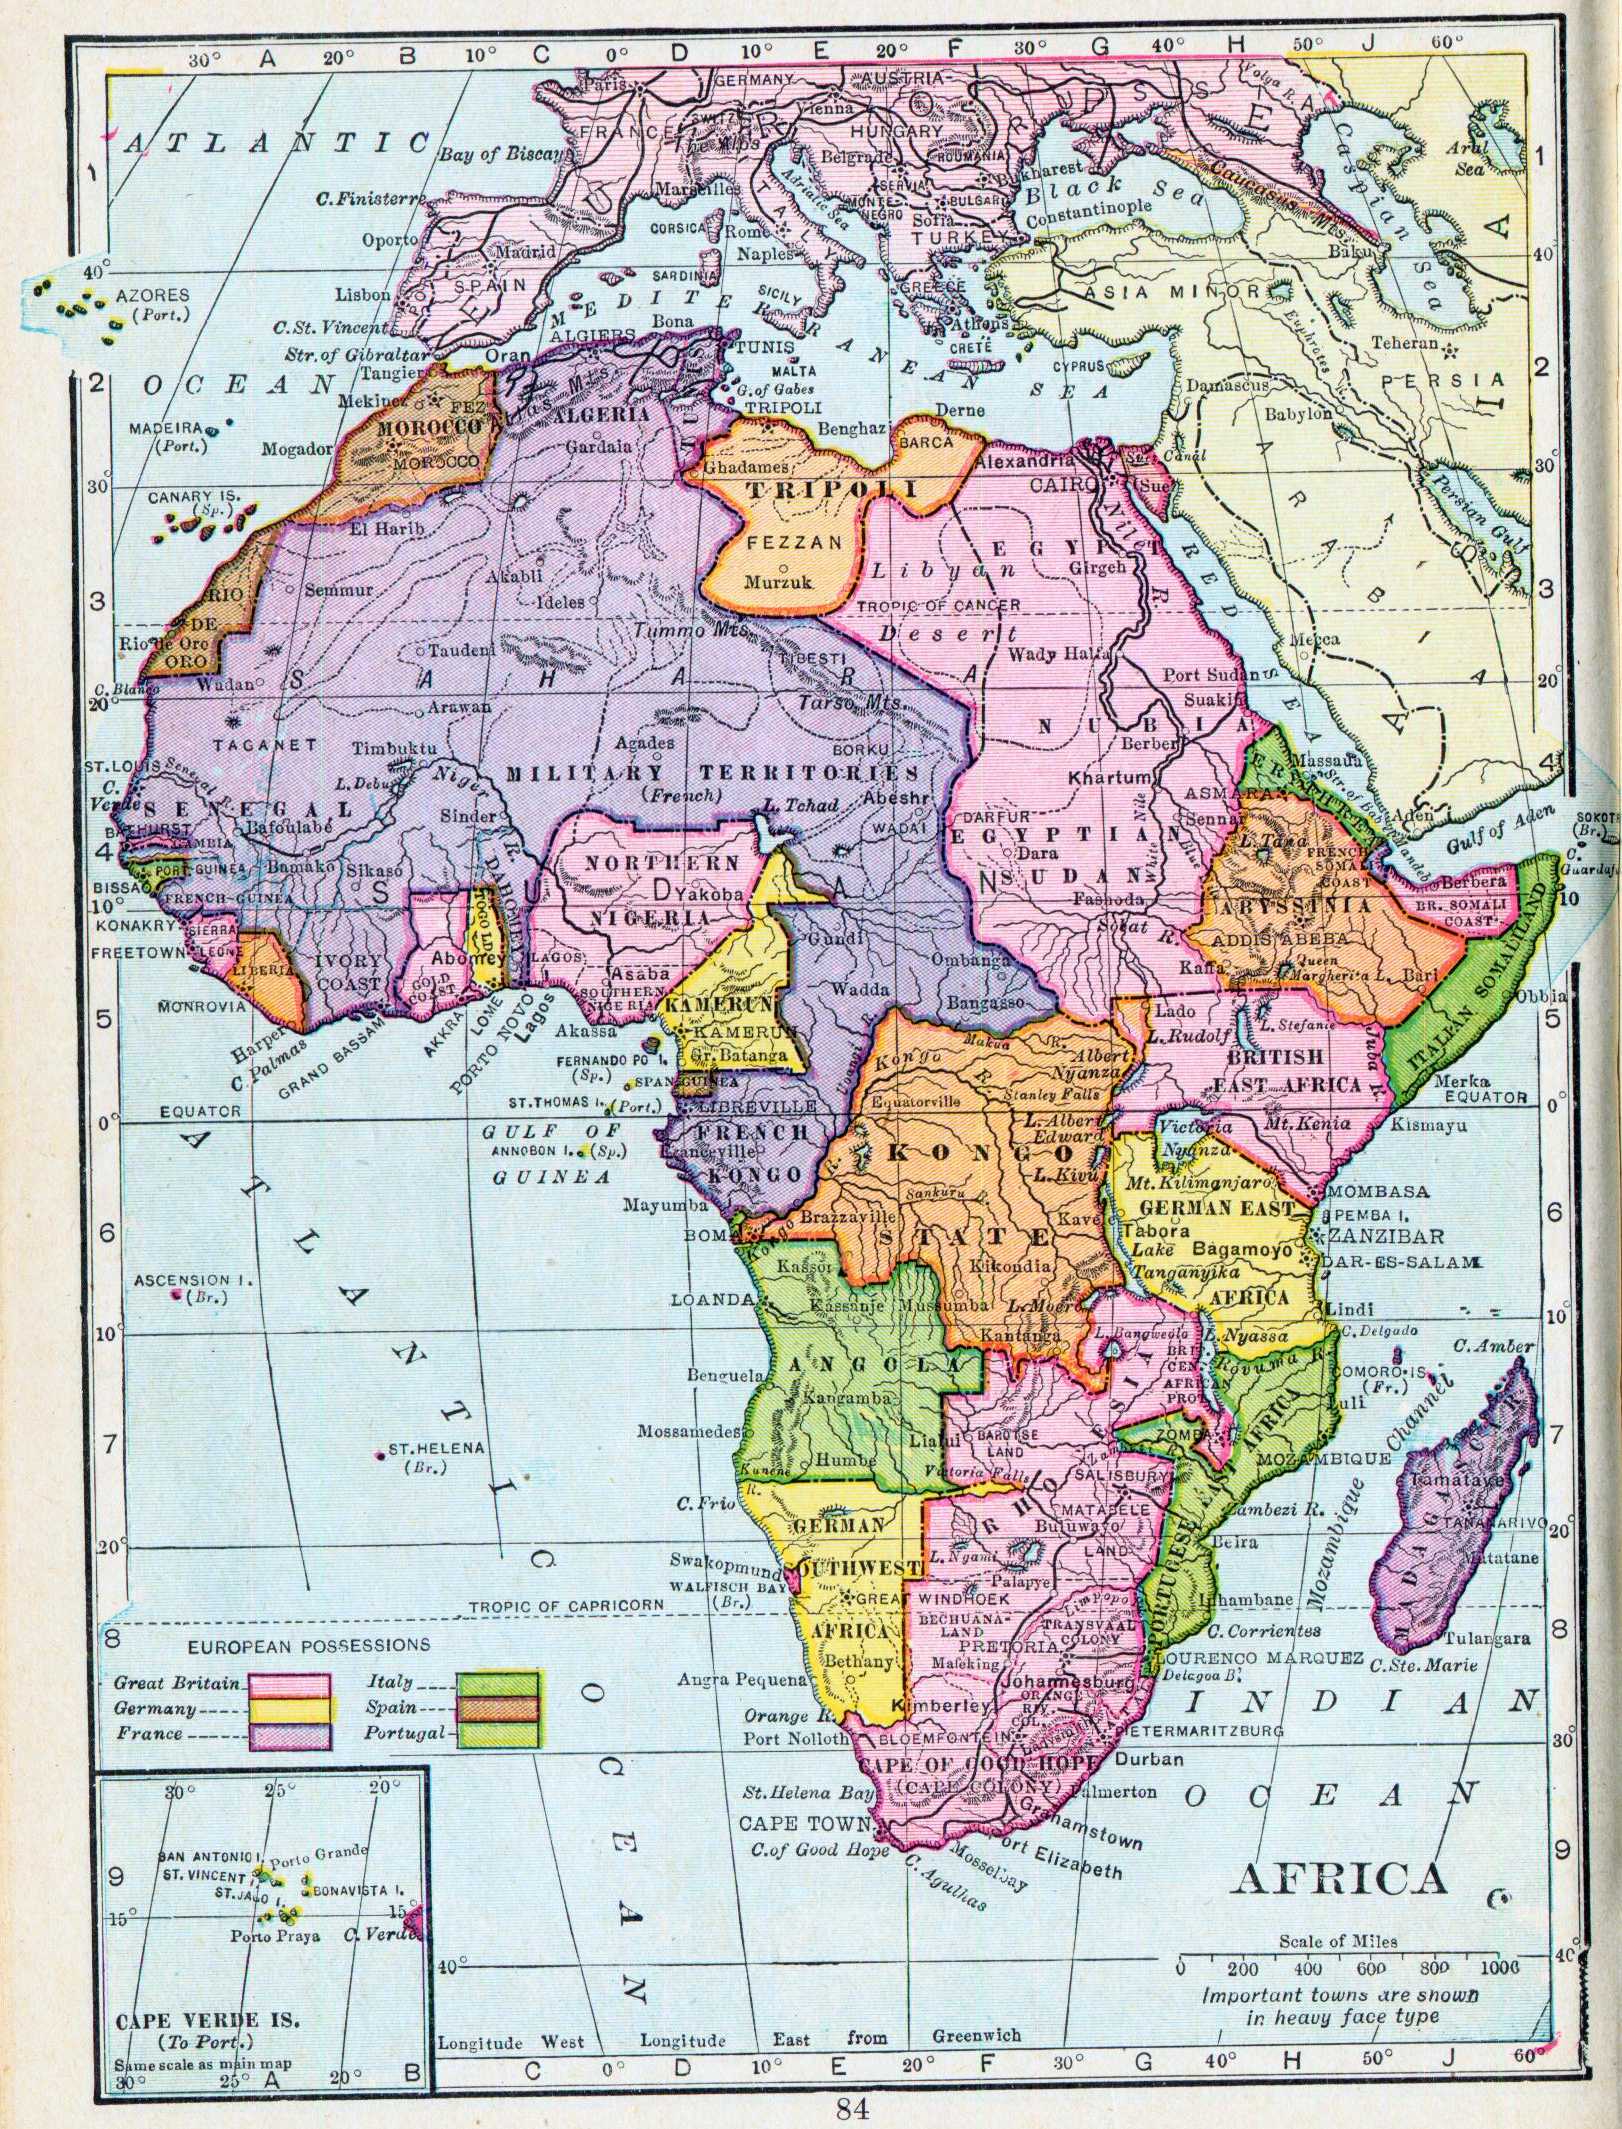 30° A 20° B 10° C 0° D 10° E 20° F 30° G 40° H 50° J 60°
ATLANTIC
Bay of Biscay
Paris
GERMANY
AUSTRIA-
RUSSIA
Volga R.
FRANCE
SWITZ
The Alps
Vienna
HUNGARY
ROUMANIA
Belgrade
SERVIA
Bukharest
BULGARIA
MONTE-
NEGRO
Sofia
TURKEY
Black Sea
Constantinople
Caucasus Mts.
Caspian Sea
Aral
Sea
Baku
EUROPE
C. Finisterre
Marseilles
ITALY
Adriatic Sea
CORSICA
Rome
Naples
Oporto
Madrid
SARDINIA
SPAIN
Lisbon
SICILY
GREECE
Athens
CRETE
CYPRUS
ASIA MINOR
Euphrates
Teheran
PERSIA
AZORES
(Port.)
C. St. Vincent
Str. of Gibraltar
MEDITERRANEAN SEA
OCEAN
Tangier
Oran
ALGIERS
Bona
TUNIS
MALTA
G. of Gabes
TRIPOLI
Benghazi
Derne
BARCA
Damascus
Babylon
MADEIRA
(Port.)
Mekinez
FEZ
MOROCCO
MOROCCO
Mogador
Atlas Mts.
ALGERIA
Gardaia
TUNIS
Ghadames
TRIPOLI
Alexandria
CAIRO
Suez
Suez Canal
Persian Gulf
ARABIA
CANARY IS.
(Sp.)
El Harib
FEZZAN
Murzuk
EGYPT
Nile R.
Girgeh
Libyan
Desert
RED SEA
RIO
DE
ORO
Rio de Oro
Semmur
Akabli
Ideles
TROPIC OF CANCER
Tummo Mts.
Mecca
Wady Halfa
C. Blanco
Taudeni
TIBESTI
Port Sudan
Suakin
Wadan
SAHARA
Arawan
Tarso Mts.
NUBIA
Berber
TAGANET
Timbuktu
Agades
BORKU
ST. LOUIS
Senegal R.
L. Debu
Niger R.
MILITARY TERRITORIES
(French)
L. Tchad
Abeshr
Khartum
Massaua
ASMARA
ERITREA
Str. of Bab el Mandeb
Aden
Gulf of Aden
SOKOTRA
(Br.)
C.
Guardafui
C.
Verde
SENEGAL
Bafoulabe
Sinder
WADAI
DARFUR
EGYPTIAN
Sennar
BATHURST
GAMBIA
PORT. GUINEA
Bamako
Sikaso
NORTHERN
NIGERIA
Yakoba
Dara
SUDAN
White Nile
Blue
L. Tana
FRENCH
SOMALI
COAST
Berbera
BR. SOMALI
COAST
BISSAO
FRENCH GUINEA
KONAKRY
SIERRA
LEONE
FREETOWN
LIBERIA
MONROVIA
IVORY
COAST
GOLD
COAST
TOGO LAND
DAHOMEY
Abomey
LAGOS
Asaba
SOUTHERN
NIGERIA
Gundi
Fashoda
Sobat R.
ABYSSINIA
ADDIS ABEBA
Kaffa
Queen
Margherita L.
Bari
Ombanga
Wadda
Bangasso
Obbia
ITALIAN SOMALILAND
Harper
C. Palmas
GRAND BASSAM
AKKRA
LOME
PORTO NOVO
Lagos
Akassa
KAMERUN
KAMERUN
Gr. Batanga
FERNANDO PO I.
(Sp.)
SPAN. GUINEA
Ubangi R.
Lado
L. Rudolf
L. Stefanie
BRITISH
EAST AFRICA
Juba R.
Merka
EQUATOR
Kismayu
Kongo R.
Makua R.
Albert
Nyanza
Equatorville
Stanley Falls
L. Albert
Edward
L. Kivu
Victoria
Nyanza
Mt. Kenia
EQUATOR
ST. THOMAS I. (Port.)
GULF OF
ANNOBON I. (Sp.)
GUINEA
LIBREVILLE
FRENCH
Franceville
KONGO
KONGO
STATE
Sankuru R.
Mt. Kilimanjaro
GERMAN EAST
AFRICA
MOMBASA
PEMBA I.
ZANZIBAR
DAR-ES-SALAM
Mayumba
BOMA
Brazzaville
Kongo
Kavele
Tabora
Lake
Tanganyika
Bagamoyo
ASCENSION I.
(Br.)
Kassor
Kikondia
LOANDA
Kassanje
Mussumba
L. Moero
Lindi
C. Delgado
Kantanga
L. Bangweolo
L. Nyassa
Rovuma R.
COMORO IS.
(Fr.)
C. Amber
ATLANTIC OCEAN
Benguela
ANGOLA
Kangamba
BRIT.
CEN.
AFRICAN
PROT.
Luli
Mossamedes
Lialui
BAROTSE
LAND
ZOMBA
MOZAMBIQUE
Mozambique Channel
ST. HELENA
(Br.)
Kunene R.
Humbe
Victoria Falls
Zambezi R.
SALISBURY
RHODESIA
C. Frio
GERMAN
SOUTHWEST
AFRICA
MATABELE
LAND
Buluwayo
Zambezi R.
Beira
PORTUGUESE EAST AFRICA
Tamatave
TANANARIVO
Matatane
MADAGASCAR
Swakopmund
WALFISCH BAY
(Br.)
L. Ngami
Palapye
GREAT WINDHOEK
BECHUANA-
LAND
Limpopo
TRANSVAAL
COLONY
PRETORIA
Mafeking
Inhambane
C. Corrientes
Tulangara
C. Ste. Marie
TROPIC OF CAPRICORN
LOURENCO MARQUEZ
Delagoa B.
Bethany
Angra Pequena
Johannesburg
ORANGE
RIV.
COL.
Kimberley
Orange R.
Port Nolloth
BLOEMFONTEIN
Ladysmith
NATAL
PIETERMARITZBURG
Durban
INDIAN
OCEAN
CAPE OF GOOD HOPE
(CAPE COLONY)
St. Helena Bay
Palmerton
CAPE TOWN
C. of Good Hope
Grahamstown
Port Elizabeth
Mosselbay
C. Agulhas
EUROPEAN POSSESSIONS
Great Britain
Germany
France
Italy
Spain
Portugal
30° 25° 20°
SAN ANTONIO I.
Porto Grande
ST. VINCENT I.
ST. JAGO I.
BONAVISTA I.
15° 15°
Porto Praya
C. Verde
CAPE VERDE IS.
(To Port.)
Same scale as main map
30° 25° A 20° B
AFRICA
Scale of Miles
0 200 400 600 800 1000
Important towns are shown
in heavy face type
Longitude West Longitude East from Greenwich
C 0° D 10° E 20° F 30° G 40° H 50° J 60°
84